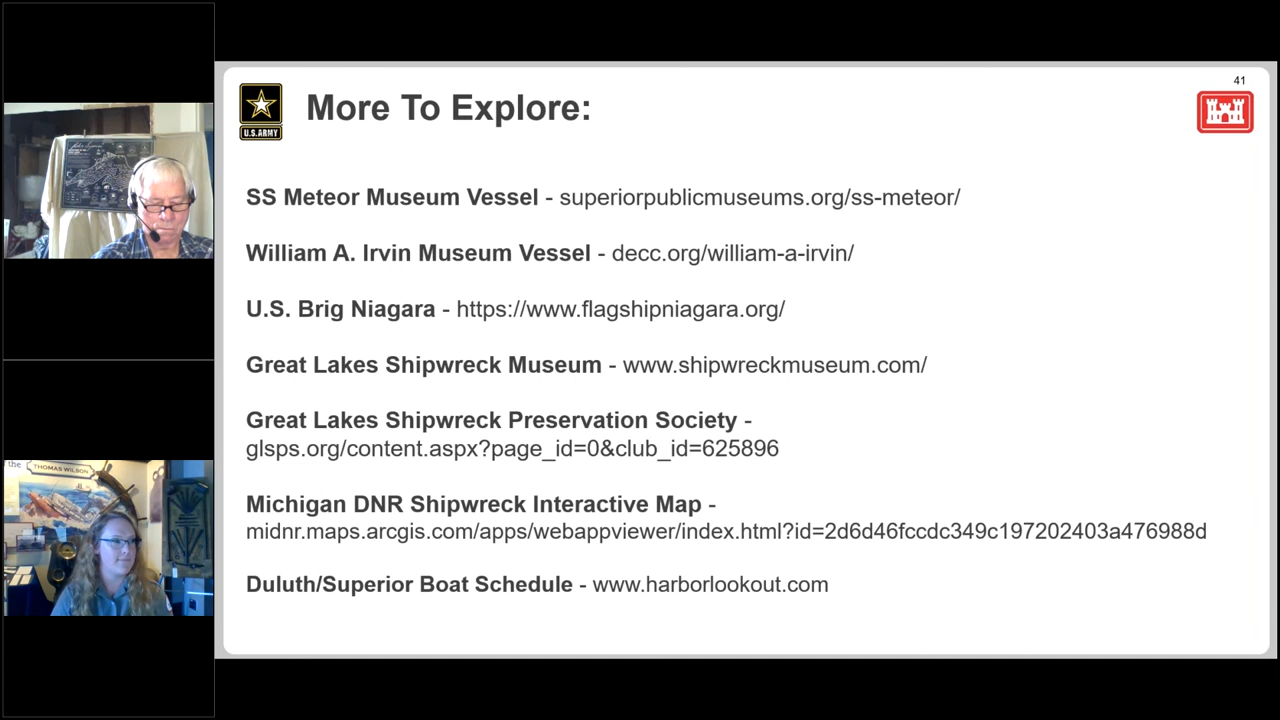 41
U.S.ARMY
More To Explore:
SS Meteor Museum Vessel - superiorpublicmuseums.org/ss-meteor/
William A. Irvin Museum Vessel - decc.org/william-a-irvin/
U.S. Brig Niagara - https://www.flagshipniagara.org/
Great Lakes Shipwreck Museum - www.shipwreckmuseum.com/
Great Lakes Shipwreck Preservation Society -
glsps.org/content.aspx?page_id=0&club_id=625896
Michigan DNR Shipwreck Interactive Map -
midnr.maps.arcgis.com/apps/webappviewer/index.html?id=2d6d46fccdc349c197202403a476988d
Duluth/Superior Boat Schedule - www.harborlookout.com
of the
THOMAS WILSON